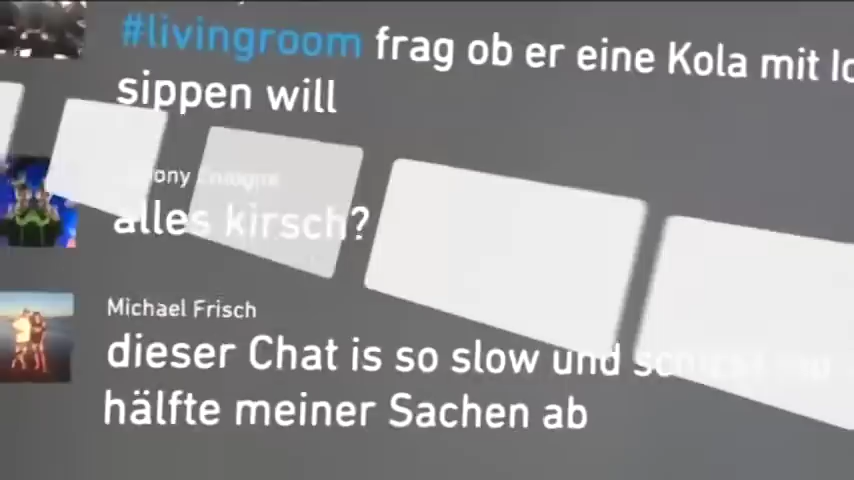 #livingroom frag ob er eine Kola mit
sippen will
alles kirsch?
Michael Frisch
dieser Chat is so slow und
hälfte meiner Sachen ab